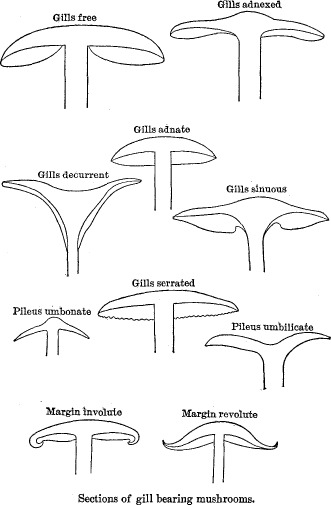 Gills free
Gills adnexed
Gills adnate
Gills decurrent
Gills sinuous
Gills serrated
Pileus umbonate
Pileus umbilicate
Margin involute
Margin revolute
Sections of gill bearing mushrooms.